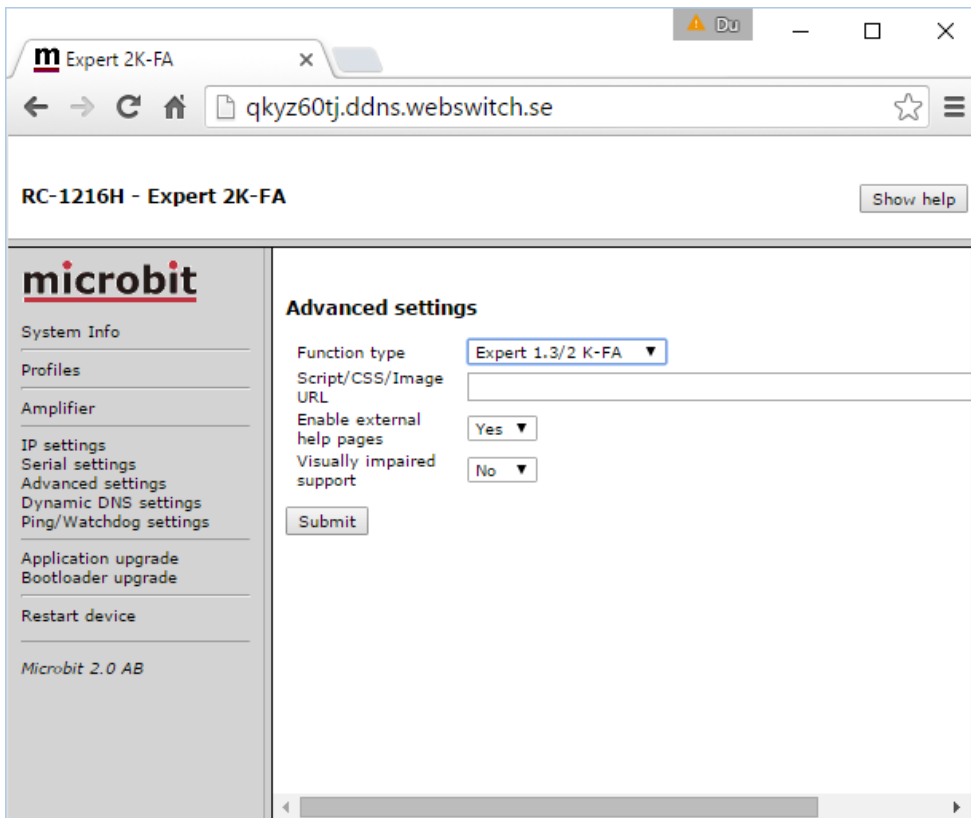 Du
m Expert 2K-FA
qkyz60tj.ddns.webswitch.se
RC-1216H - Expert 2K-FA
Show help
microbit
System Info
Profiles
Amplifier
IP settings
Serial settings
Advanced settings
Dynamic DNS settings
Ping/Watchdog settings
Application upgrade
Bootloader upgrade
Restart device
Microbit 2.0 AB
Advanced settings
Function type Expert 1.3/2 K-FA
Script/CSS/Image
URL
Enable external
help pages Yes
Visually impaired
support No
Submit